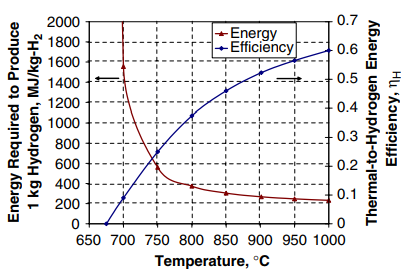 Energy Required to Produce
1 kg Hydrogen, MJ/kg-H₂
2000
1800
1600
1400
1200
1000
800
600
400
200
0
Energy
Efficiency
0.7
0.6
0.5
0.4
0.3
0.2
0.1
0
Thermal-to-Hydrogen Energy
Efficiency, ηH
650 700 750 800 850 900 950 1000
Temperature, °C